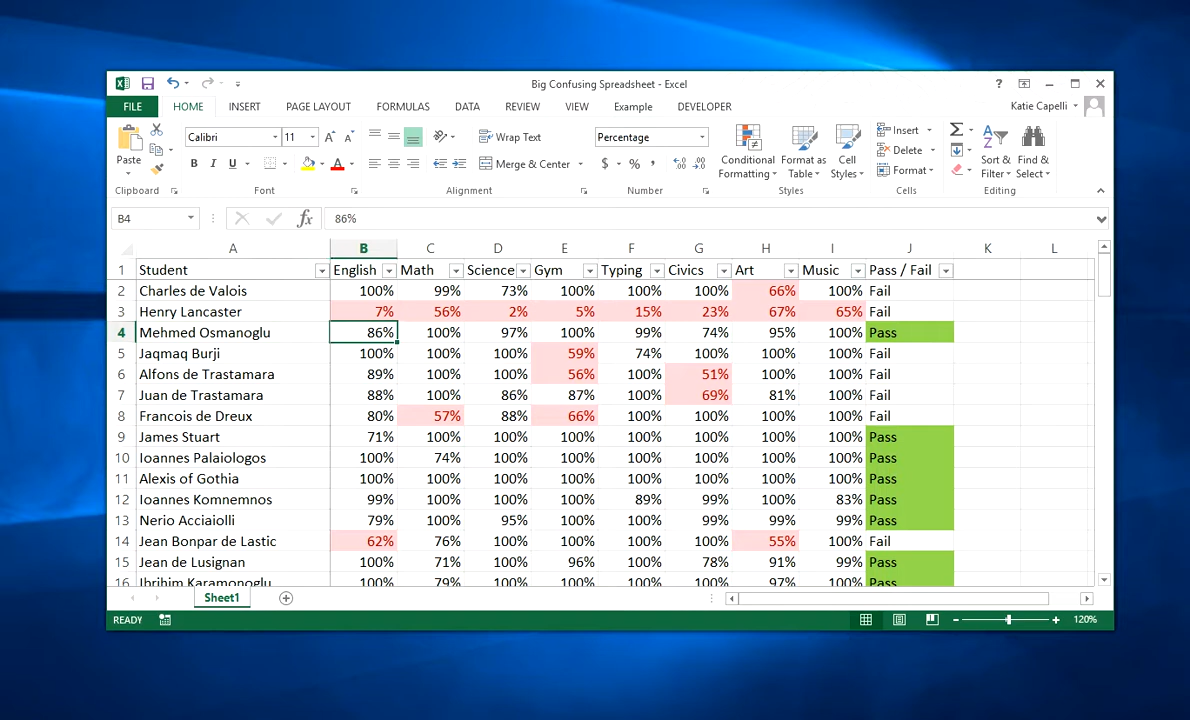 Big Confusing Spreadsheet - Excel
FILE HOME INSERT PAGE LAYOUT FORMULAS DATA REVIEW VIEW Example DEVELOPER Katie Capelli
Paste
Calibri 11
B I U A
Wrap Text
Merge & Center
Percentage
$ % ,
Conditional Formatting
Format as Table
Cell Styles
Insert
Delete
Format
Sort & Filter
Find & Select
Clipboard Font Alignment Number Styles Cells Editing
B4 fx 86%
A B C D E F G H I J K L
1 Student English Math Science Gym Typing Civics Art Music Pass / Fail
2 Charles de Valois 100% 99% 73% 100% 100% 100% 66% 100% Fail
3 Henry Lancaster 7% 56% 2% 5% 15% 23% 67% 65% Fail
4 Mehmed Osmanoglu 86% 100% 97% 100% 99% 74% 95% 100% Pass
5 Jaqmaq Burji 100% 100% 100% 59% 74% 100% 100% 100% Fail
6 Alfons de Trastamara 89% 100% 100% 56% 100% 51% 100% 100% Fail
7 Juan de Trastamara 88% 100% 86% 87% 100% 69% 81% 100% Fail
8 Francois de Dreux 80% 57% 88% 66% 100% 100% 100% 100% Fail
9 James Stuart 71% 100% 100% 100% 100% 100% 100% 100% Pass
10 Ioannes Palaiologos 100% 74% 100% 100% 100% 100% 100% 100% Pass
11 Alexis of Gothia 100% 100% 100% 100% 100% 100% 100% 100% Pass
12 Ioannes Komnemnos 99% 100% 100% 100% 89% 99% 100% 83% Pass
13 Nerio Acciaiolli 79% 100% 95% 100% 100% 99% 99% 99% Pass
14 Jean Bonpar de Lastic 62% 76% 100% 100% 100% 100% 55% 100% Fail
15 Jean de Lusignan 100% 71% 100% 96% 100% 78% 91% 99% Pass
16 Ibrihim Karamonoglu 100% 79% 100% 100% 100% 100% 97% 100% Pass
Sheet1
READY 120%